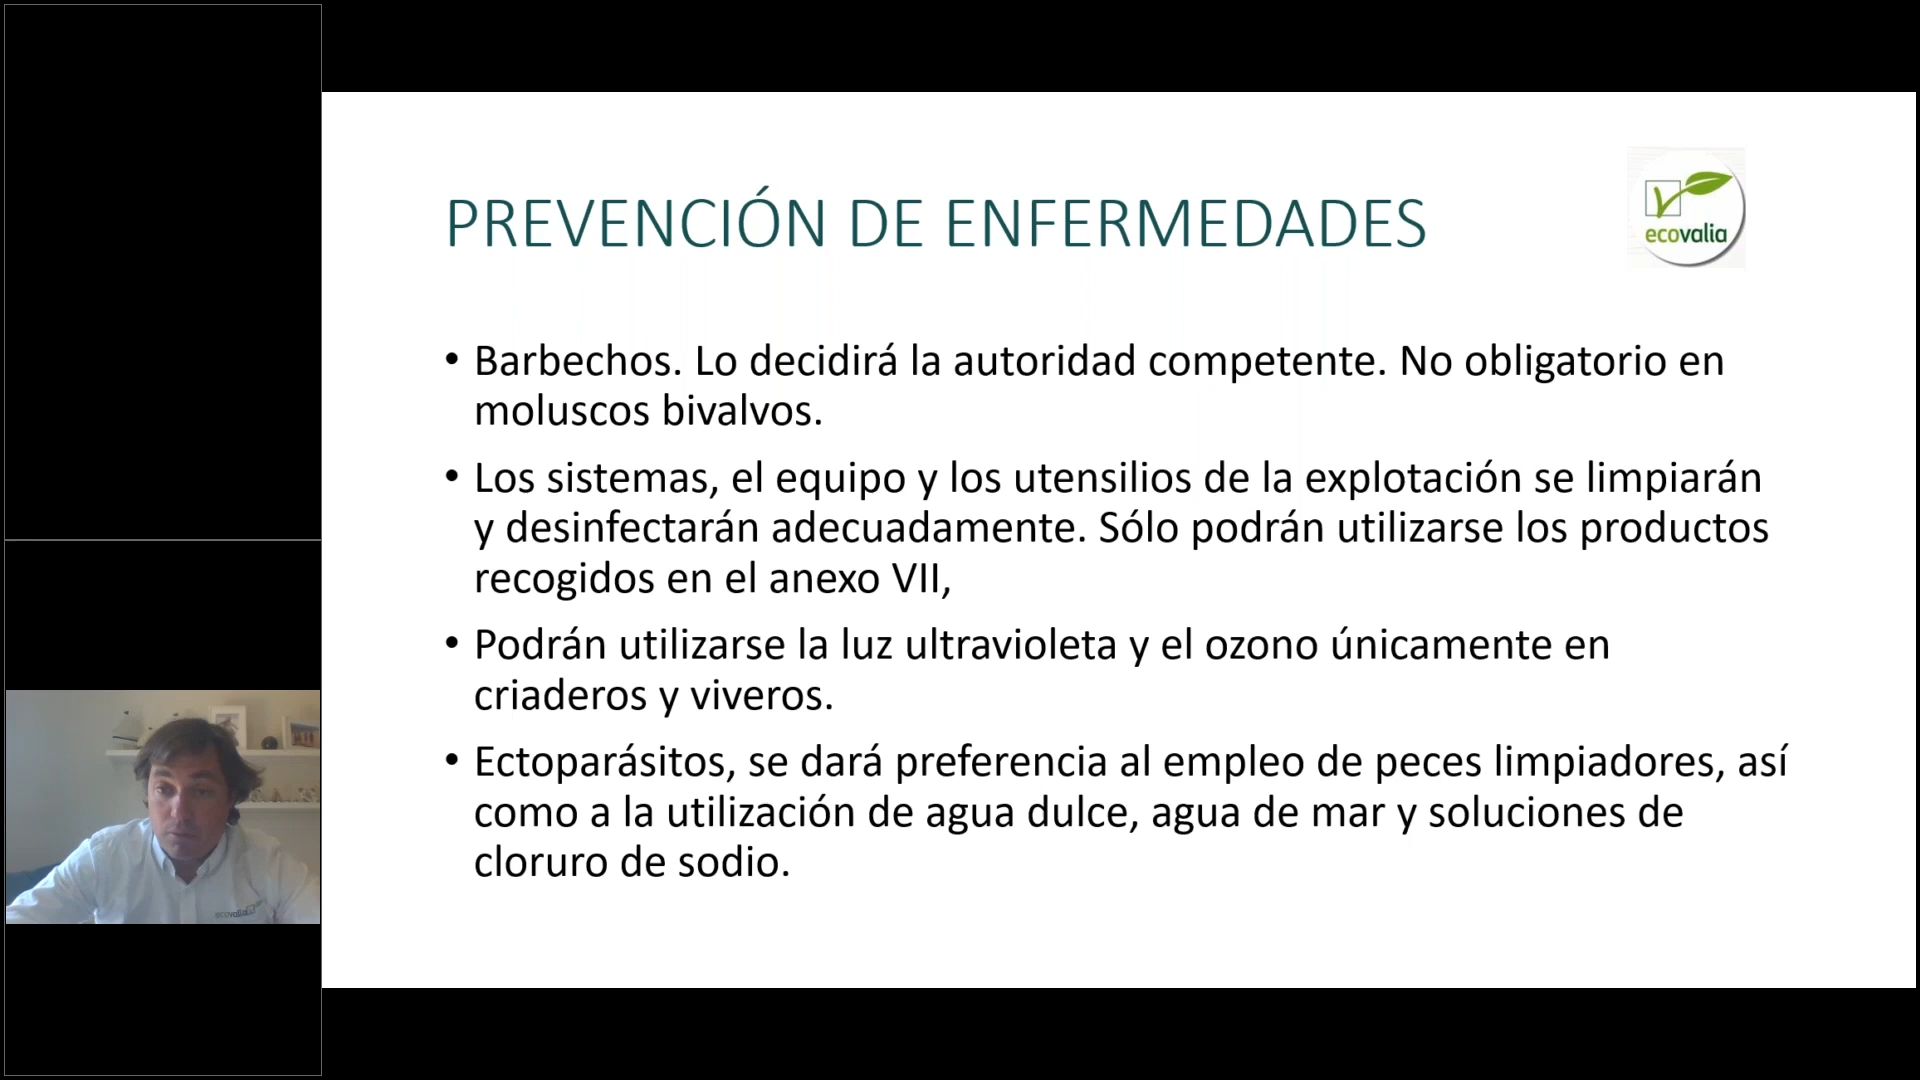 PREVENCIÓN DE ENFERMEDADES
ecovalia
• Barbechos. Lo decidirá la autoridad competente. No obligatorio en
moluscos bivalvos.
• Los sistemas, el equipo y los utensilios de la explotación se limpiarán
y desinfectarán adecuadamente. Sólo podrán utilizarse los productos
recogidos en el anexo VII,
• Podrán utilizarse la luz ultravioleta y el ozono únicamente en
criaderos y viveros.
• Ectoparásitos, se dará preferencia al empleo de peces limpiadores, así
como a la utilización de agua dulce, agua de mar y soluciones de
cloruro de sodio.
ecovalia